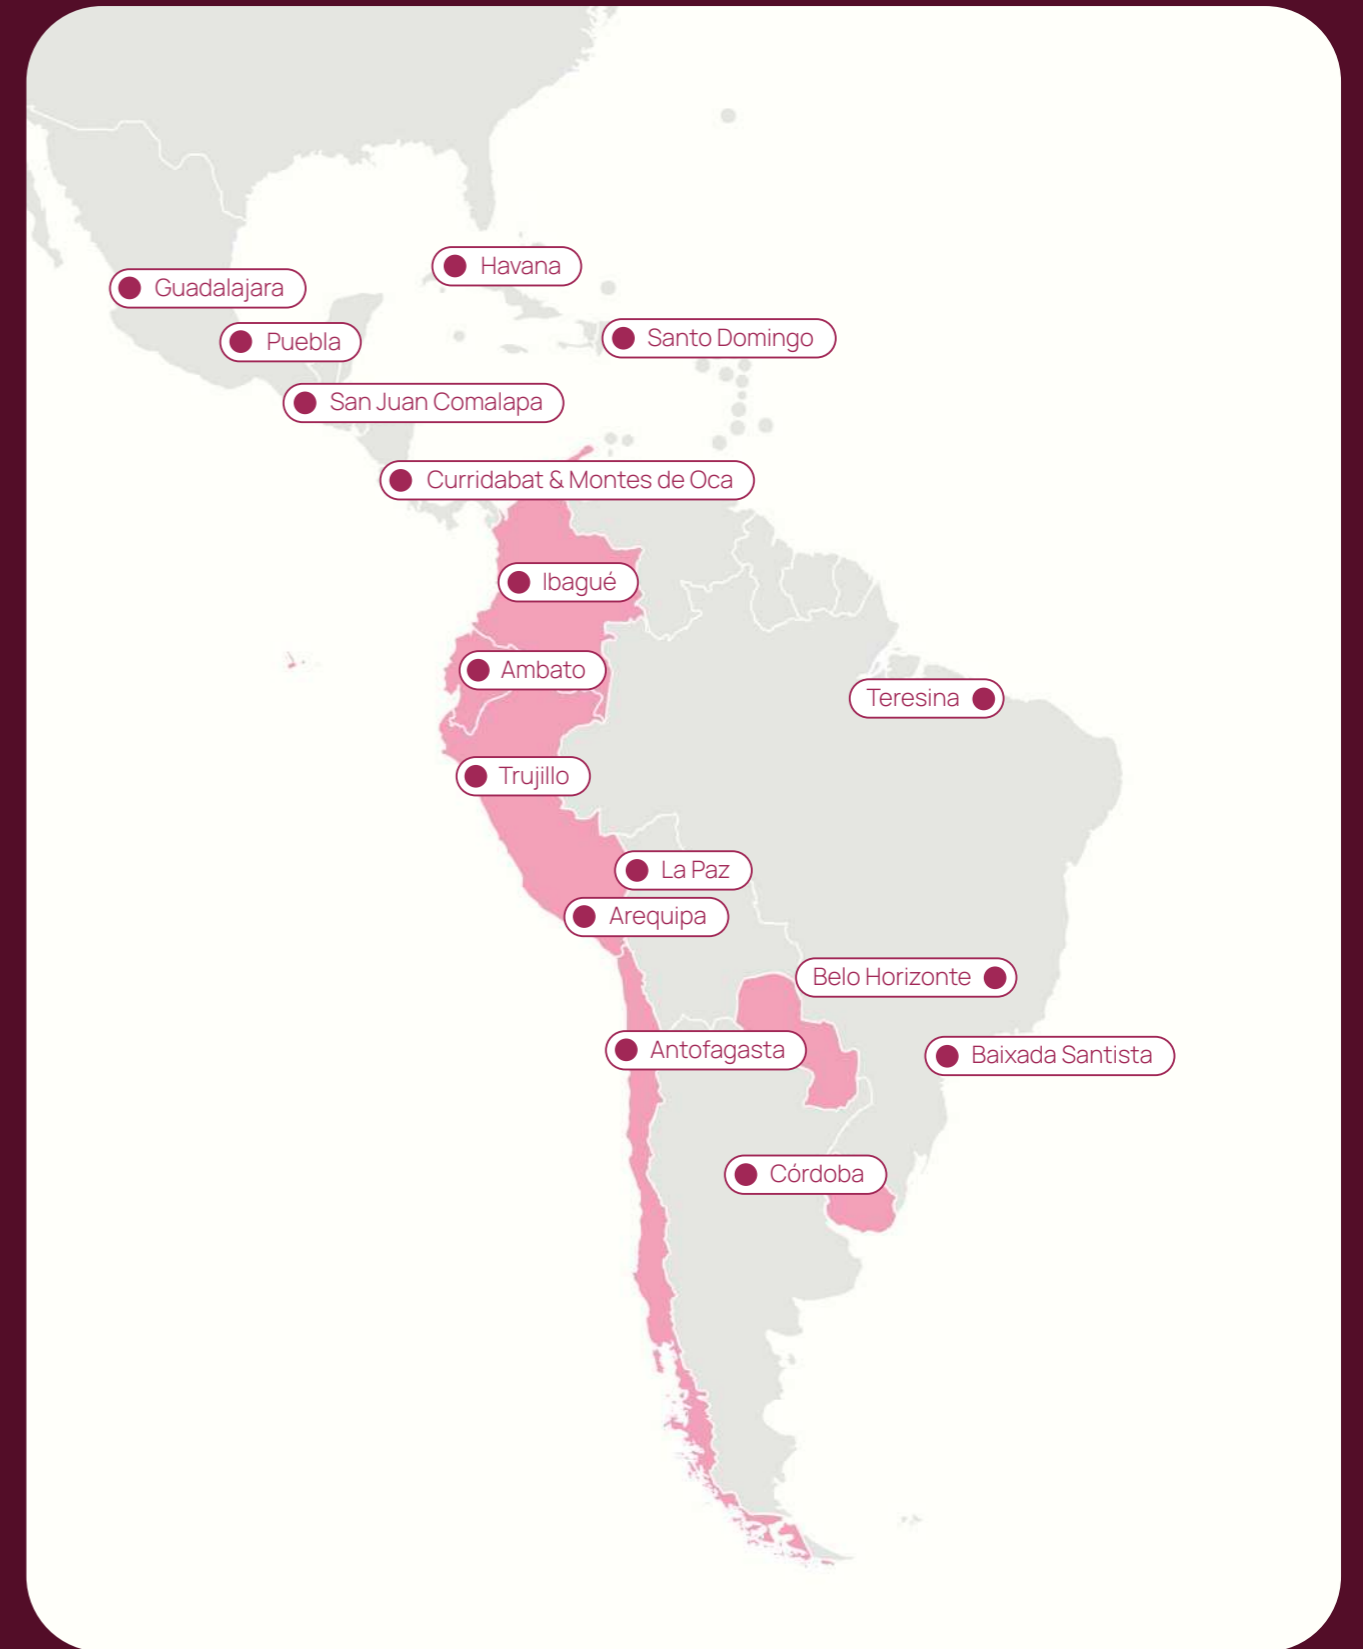 Havana
Guadalajara
Santo Domingo
Puebla
San Juan Comalapa
Curridabat & Montes de Oca
Ibagué
Ambato
Teresina
Trujillo
La Paz
Arequipa
Belo Horizonte
Antofagasta
Baixada Santista
Córdoba